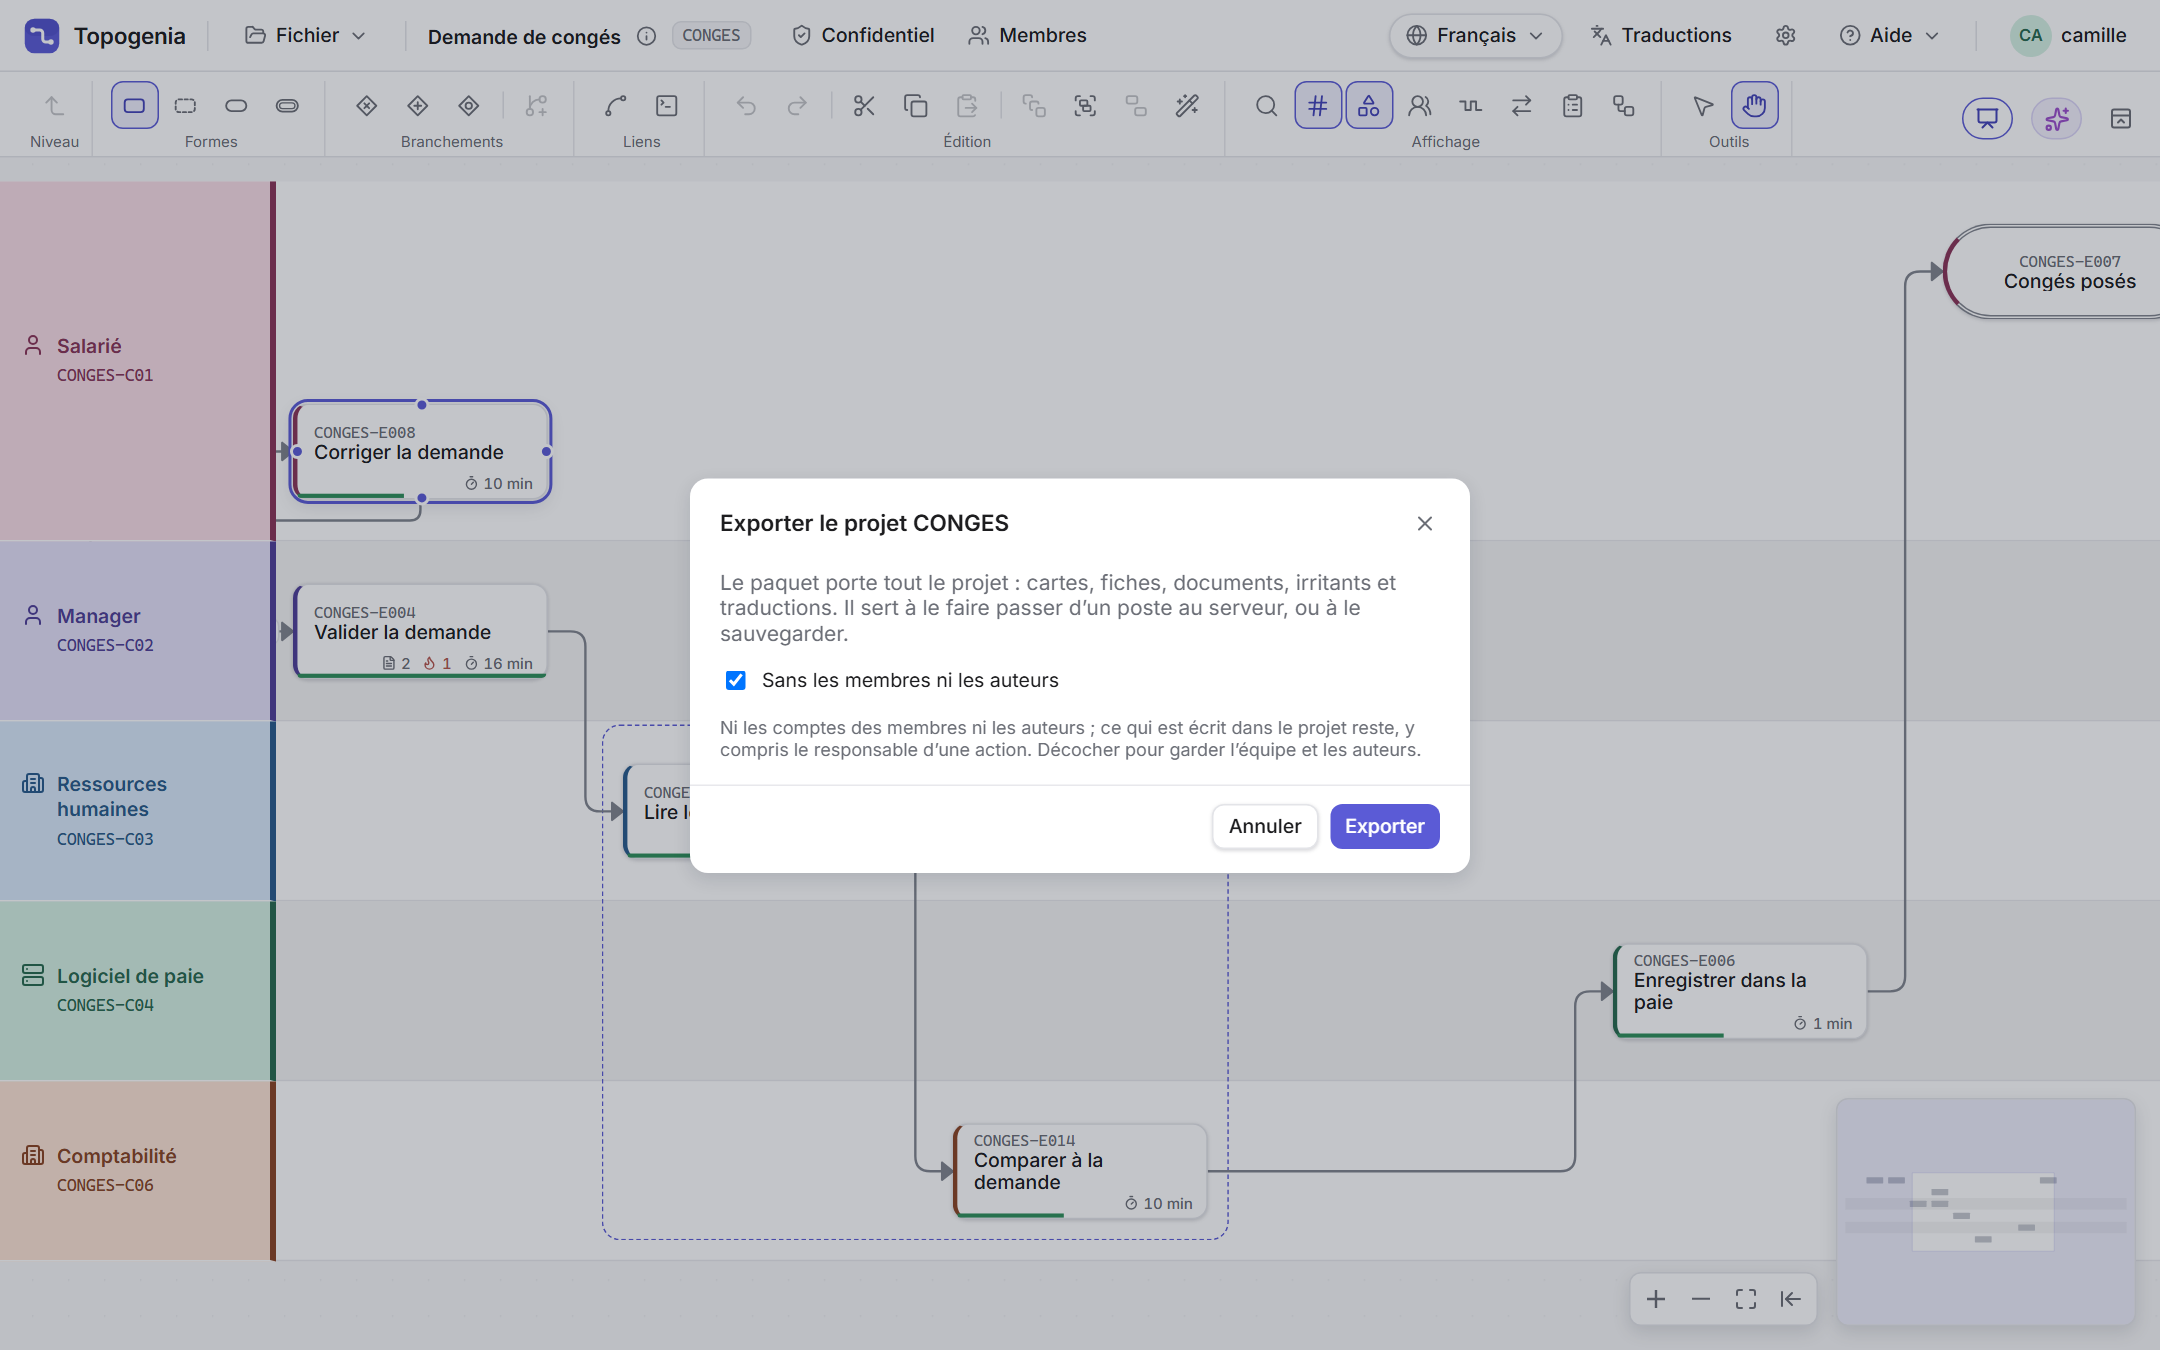 Topogenia
Fichier
Demande de congés
CONGES
Confidentiel
Membres
Français
Traductions
Aide
CA
camille
Niveau
Formes
Branchements
Liens
Édition
Affichage
Outils
Salarié
CONGES-C01
CONGES-E008
Corriger la demande
10 min
CONGES-E007
Congés posés
Manager
CONGES-C02
CONGES-E004
Valider la demande
2
1
16 min
Ressources
humaines
CONGES-C03
CONGE
Lire l
Exporter le projet CONGES
Le paquet porte tout le projet : cartes, fiches, documents, irritants et
traductions. Il sert à le faire passer d’un poste au serveur, ou à le
sauvegarder.
Sans les membres ni les auteurs
Ni les comptes des membres ni les auteurs ; ce qui est écrit dans le projet reste, y
compris le responsable d’une action. Décocher pour garder l’équipe et les auteurs.
Annuler
Exporter
Logiciel de paie
CONGES-C04
CONGES-E006
Enregistrer dans la
paie
1 min
Comptabilité
CONGES-C06
CONGES-E014
Comparer à la
demande
10 min